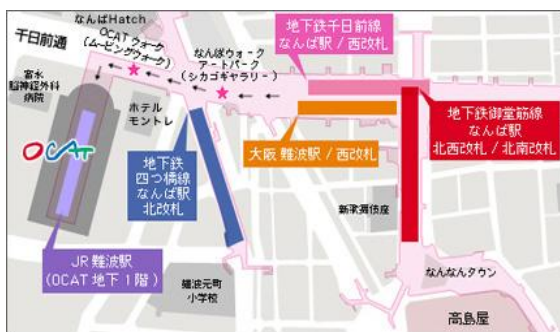 なんばHatch
千日前通
OCAT ウォーク
(ムービングウォーク)
なんばウォーク
アートパーク
(シカゴギャラリー)
地下鉄千日前線
なんば駅/西改札
富永
脳神経外科
病院
ホテル
モントレ
地下鉄御堂筋線
なんば駅
北西改札/北南改札
大阪 難波駅/西改札
OCAT
地下鉄
四つ橋線
なんば駅
北改札
新歌舞伎座
JR難波駅
(OCAT 地下1階)
難波元町
小学校
なんなんタウン
高島屋